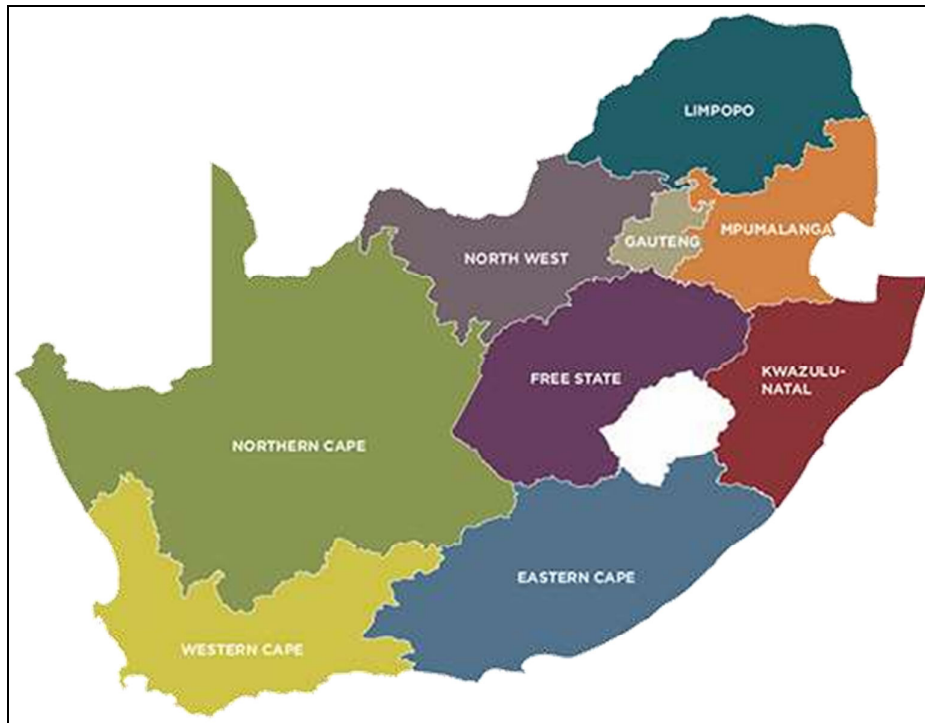 LIMPOPO
MPUMALANGA
GAUTENG
NORTH WEST
FREE STATE
KWAZULU-
NATAL
NORTHERN CAPE
EASTERN CAPE
WESTERN CAPE